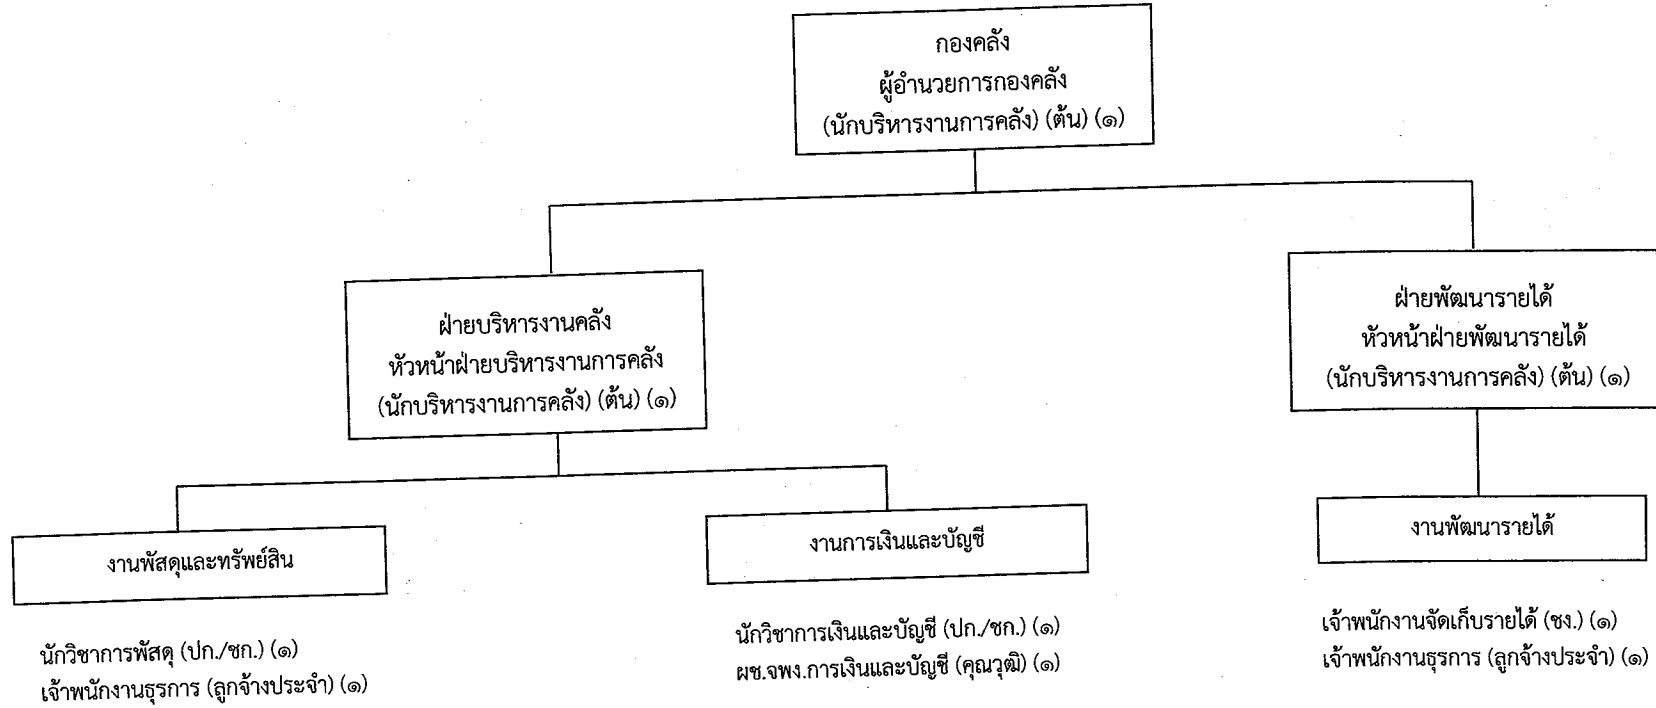 กองคลัง
ผู้อำนวยการกองคลัง
(นักบริหารงานการคลัง) (ต้น) (๑)
ฝ่ายบริหารงานคลัง
หัวหน้าฝ่ายบริหารงานการคลัง
(นักบริหารงานการคลัง) (ต้น) (๑)
ฝ่ายพัฒนารายได้
หัวหน้าฝ่ายพัฒนารายได้
(นักบริหารงานการคลัง) (ต้น) (๑)
งานพัสดุและทรัพย์สิน
นักวิชาการพัสดุ (ปก./ชก.) (๑)
เจ้าพนักงานธุรการ (ลูกจ้างประจำ) (๑)
งานการเงินและบัญชี
นักวิชาการเงินและบัญชี (ปก./ชก.) (๑)
ผช.จพง.การเงินและบัญชี (คุณวุฒิ) (๑)
งานพัฒนารายได้
เจ้าพนักงานจัดเก็บรายได้ (ชง.) (๑)
เจ้าพนักงานธุรการ (ลูกจ้างประจำ) (๑)